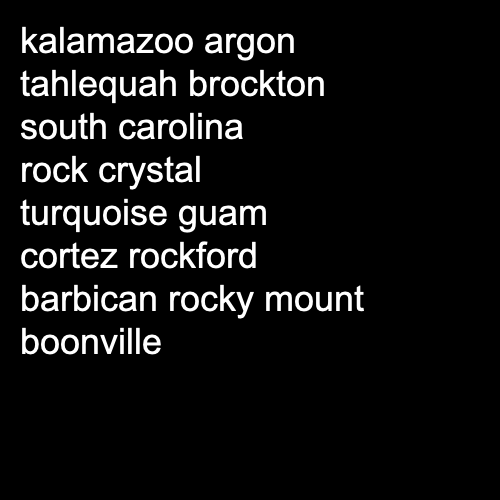 kalamazoo argon
tahlequah brockton
south carolina
rock crystal
turquoise guam
cortez rockford
barbican rocky mount
boonville